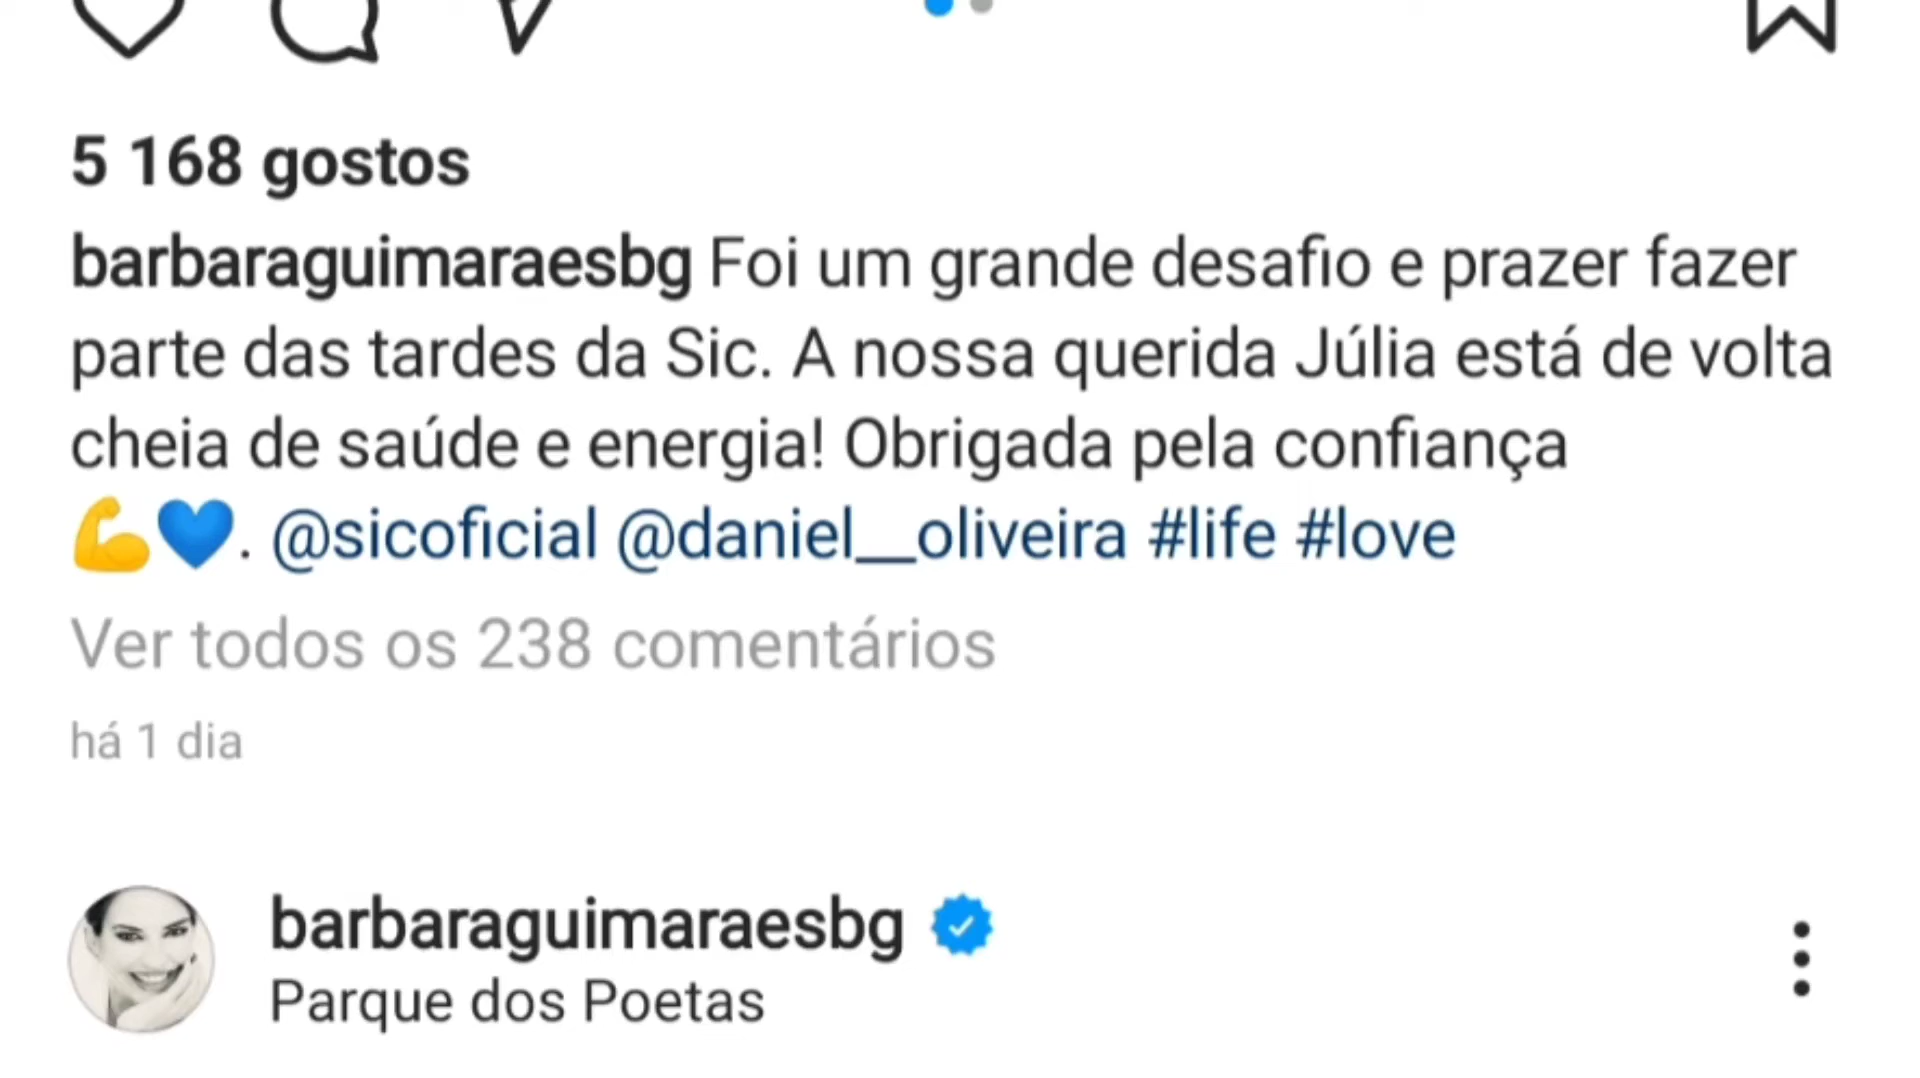 5 168 gostos
barbaraguimaraesbg Foi um grande desafio e prazer fazer
parte das tardes da Sic. A nossa querida Júlia está de volta
cheia de saúde e energia! Obrigada pela confiança
💪💙. @sicoficial @daniel__oliveira #life #love
Ver todos os 238 comentários
há 1 dia
barbaraguimaraesbg
Parque dos Poetas